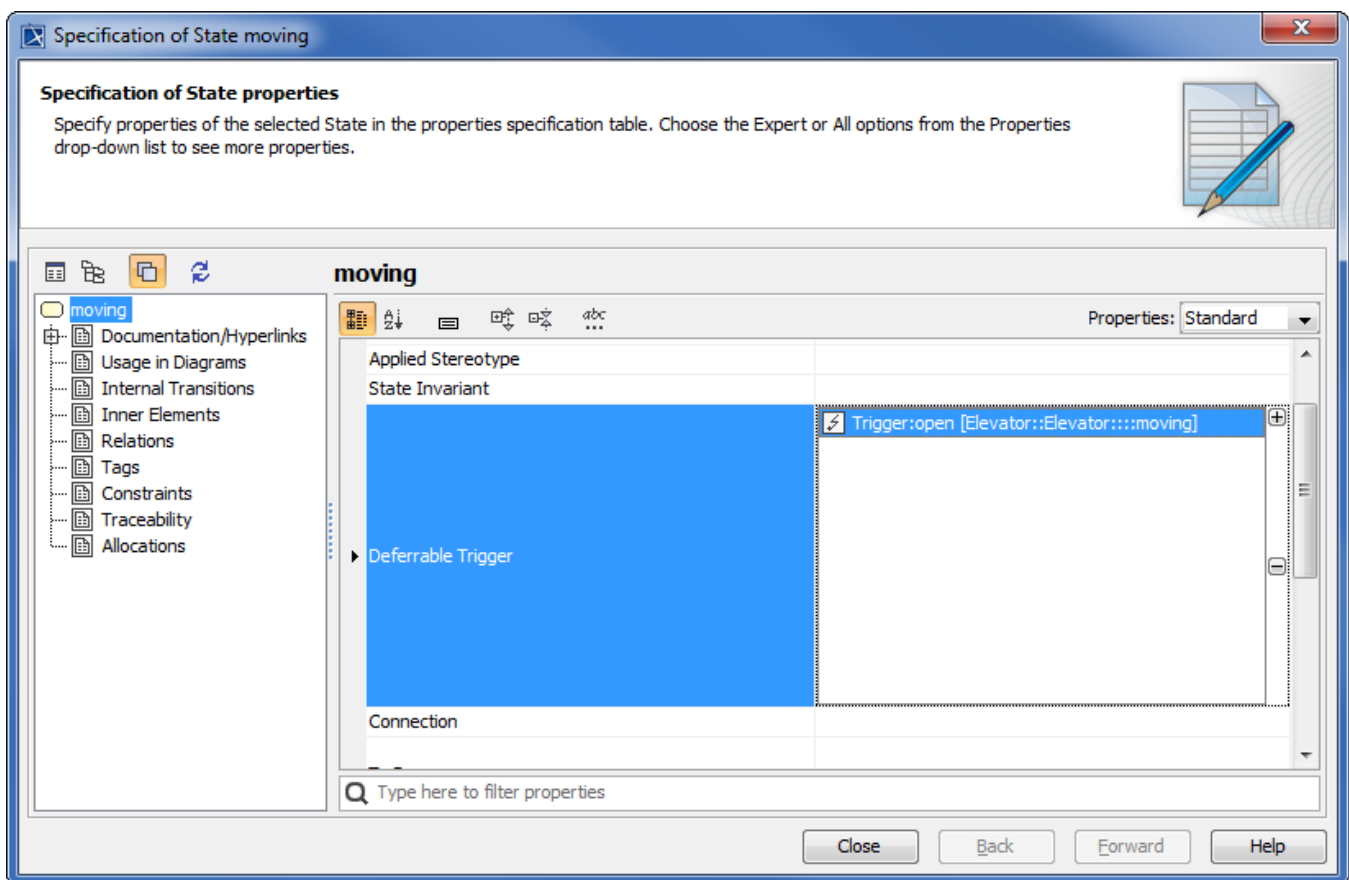 Specification of State moving
Specification of State properties
Specify properties of the selected State in the properties specification table. Choose the Expert or All options from the Properties
drop-down list to see more properties.
moving
moving
Documentation/Hyperlinks
Usage in Diagrams
Internal Transitions
Inner Elements
Relations
Tags
Constraints
Traceability
Allocations
Properties: Standard
Applied Stereotype
State Invariant
Deferrable Trigger
Trigger:open [Elevator::Elevator::::moving]
Connection
Type here to filter properties
Close
Back
Forward
Help